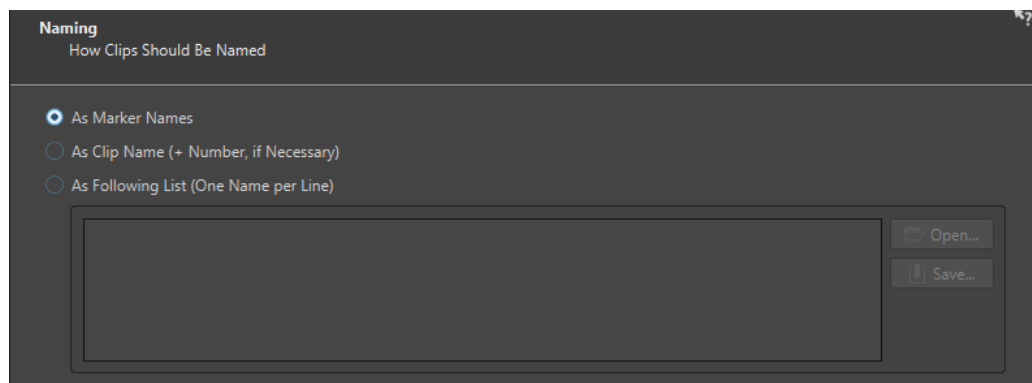 Naming
How Clips Should Be Named
As Marker Names
As Clip Name (+ Number, if Necessary)
As Following List (One Name per Line)
Open...
Save...